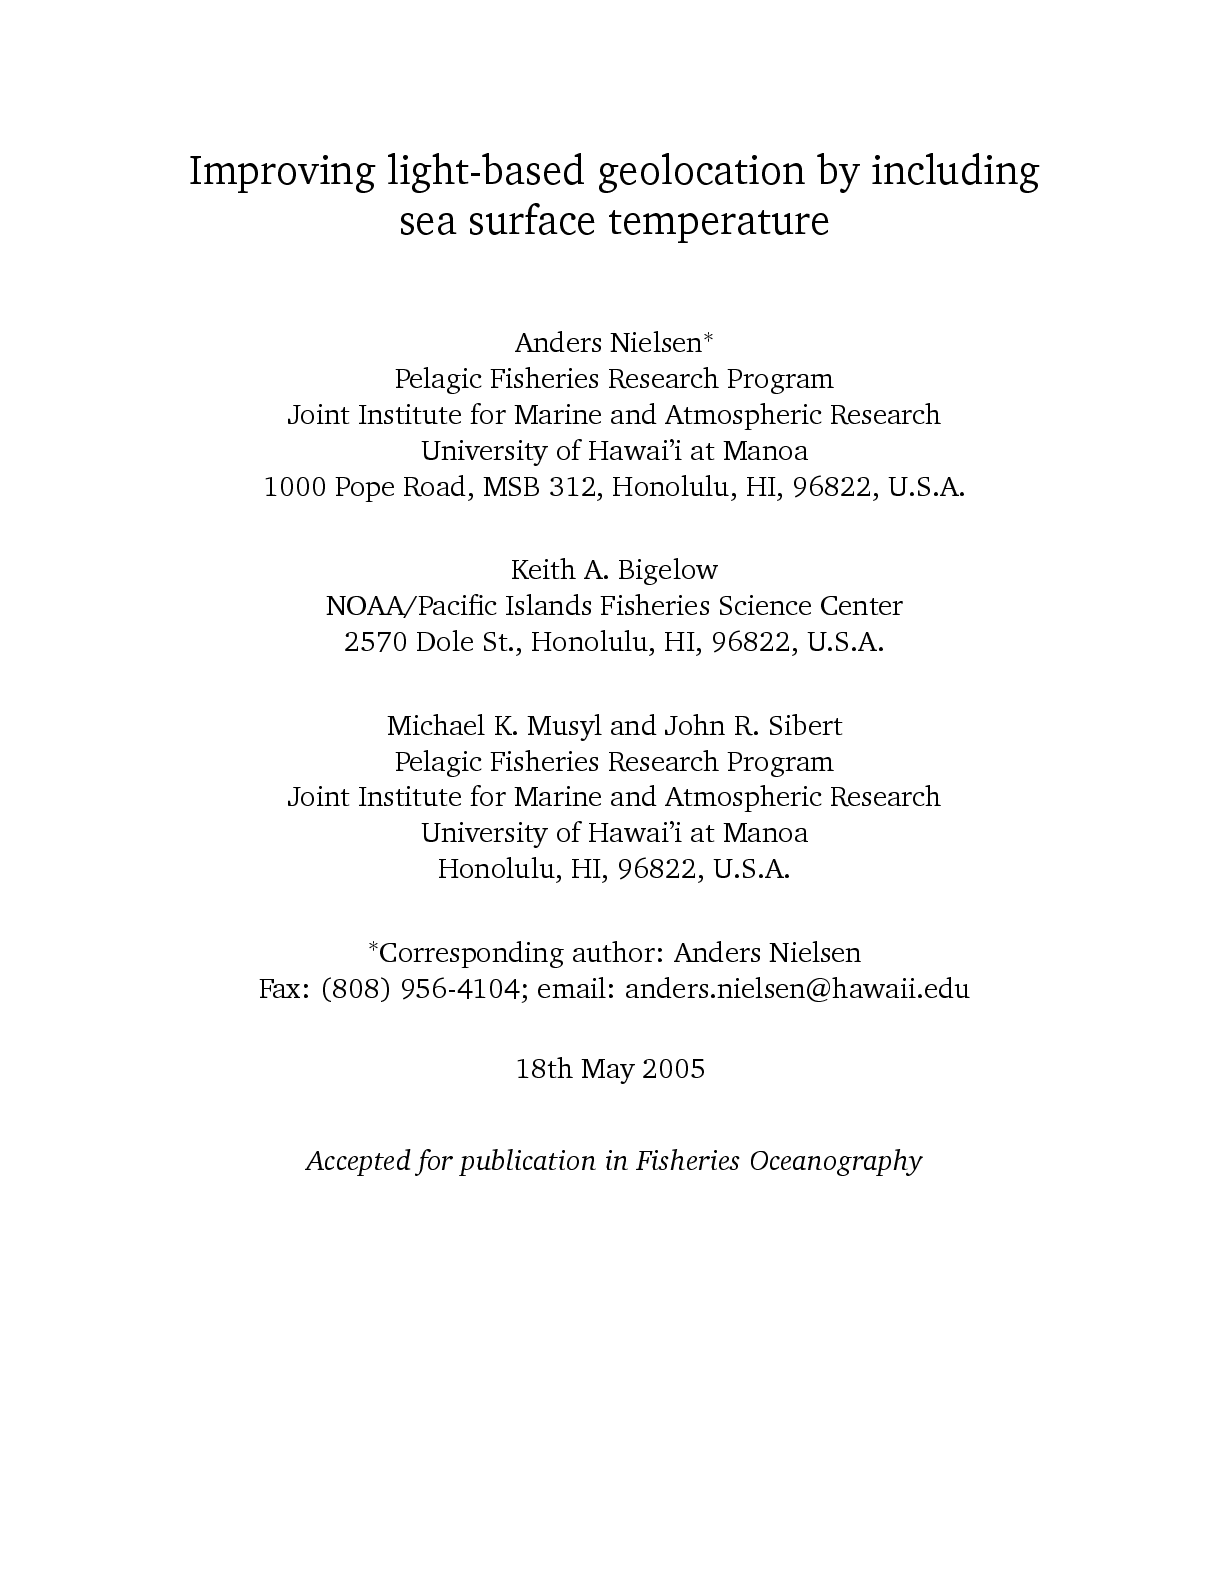 Improving light-based geolocation by including
sea surface temperature
Anders Nielsen*
Pelagic Fisheries Research Program
Joint Institute for Marine and Atmospheric Research
University of Hawai’i at Manoa
1000 Pope Road, MSB 312, Honolulu, HI, 96822, U.S.A.
Keith A. Bigelow
NOAA/Pacific Islands Fisheries Science Center
2570 Dole St., Honolulu, HI, 96822, U.S.A.
Michael K. Musyl and John R. Sibert
Pelagic Fisheries Research Program
Joint Institute for Marine and Atmospheric Research
University of Hawai’i at Manoa
Honolulu, HI, 96822, U.S.A.
*Corresponding author: Anders Nielsen
Fax: (808) 956-4104; email: anders.nielsen@hawaii.edu
18th May 2005
Accepted for publication in Fisheries Oceanography